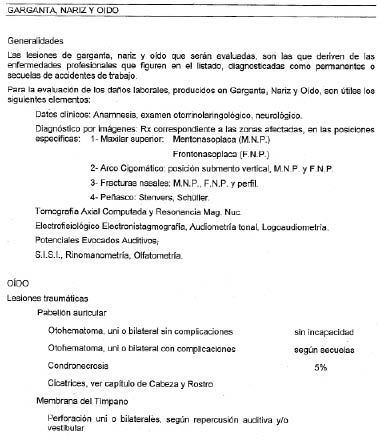 GARGANTA, NARIZ Y OIDO
Generalidades
Las lesiones de garganta, nariz y oído que serán evaluadas, son las que deriven de las
enfermedades profesionales que figuren en el listado, diagnosticadas como permanentes o
secuelas de accidentes de trabajo.
Para la evaluación de los daños laborales, producidos en Garganta, Nariz y Oído, son útiles los
siguientes elementos:
Datos clínicos: Anamnesis, examen otorrinolaringológico, neurológico.
Diagnóstico por imágenes: Rx correspondiente a las zonas afectadas, en las posiciones
específicas: 1- Maxilar superior: Mentonasoplaca (M.N.P.)
Frontonasoplaca (F.N.P.)
2- Arco Cigomático: posición submento vertical, M.N.P. y F.N.P.
3- Fracturas nasales: M.N.P., F.N.P. y perfil.
4- Peñasco: Stenvers, Schüller.
Tomografía Axial Computada y Resonancia Mag. Nuc.
Electrofisiológico Electronistagmografía, Audiometría tonal, Logoaudiometría.
Potenciales Evocados Auditivos,
S.I.S.I., Rinomanometría, Olfatometría.
OÍDO
Lesiones traumáticas
Pabellón auricular
Otohematoma, uni o bilateral sin complicaciones sin incapacidad
Otohematoma, uni o bilateral con complicaciones según secuelas
Condronecrosis 5%
Cicatrices, ver capítulo de Cabeza y Rostro
Membrana del Tímpano
Perforación uni o bilaterales, según repercusión auditiva y/o
vestibular